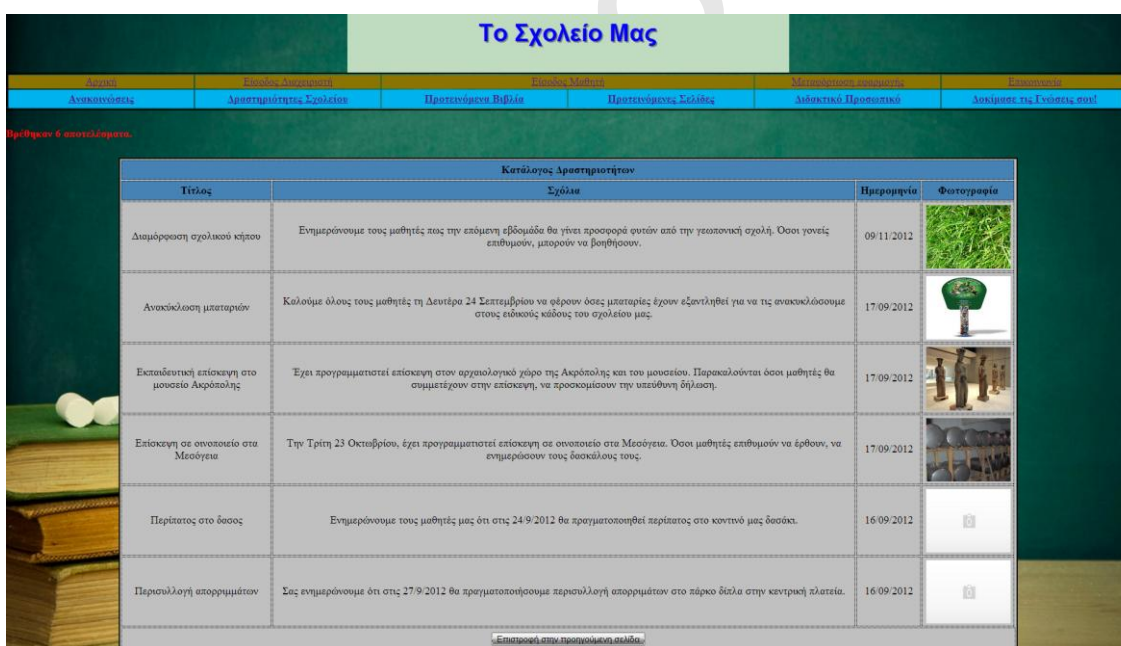 Το Σχολείο Μας
Αρχική Είσοδος Διαχειριστή Είσοδος Μαθητή Μεταφόρτωση εφαρμογής Επικοινωνία
Ανακοινώσεις Δραστηριότητες Σχολείου Προτεινόμενα Βιβλία Προτεινόμενες Σελίδες Διδακτικό Προσωπικό Δοκίμασε τις Γνώσεις σου!
Βρέθηκαν 6 αποτελέσματα.
Κατάλογος Δραστηριοτήτων
Τίτλος Σχόλια Ημερομηνία Φωτογραφία
Διαμόρφωση σχολικού κήπου
Ενημερώνουμε τους μαθητές πως την επόμενη εβδομάδα θα γίνει προσφορά φυτών από την γεωπονική σχολή. Όσοι γονείς
επιθυμούν, μπορούν να βοηθήσουν.
09/11/2012
Ανακύκλωση μπαταριών
Καλούμε όλους τους μαθητές τη Δευτέρα 24 Σεπτεμβρίου να φέρουν όσες μπαταρίες έχουν εξαντληθεί για να τις ανακυκλώσουμε
στους ειδικούς κάδους του σχολείου μας.
17/09/2012
Εκπαιδευτική επίσκεψη στο
μουσείο Ακρόπολης
Έχει προγραμματιστεί επίσκεψη στον αρχαιολογικό χώρο της Ακρόπολης και του μουσείου. Παρακαλούνται όσοι μαθητές θα
συμμετέχουν στην επίσκεψη, να προσκομίσουν την υπεύθυνη δήλωση.
17/09/2012
Επίσκεψη σε οινοποιείο στα
Μεσόγεια
Την Τρίτη 23 Οκτωβρίου, έχει προγραμματιστεί επίσκεψη σε οινοποιείο στα Μεσόγεια. Όσοι μαθητές επιθυμούν να έρθουν, να
ενημερώσουν τους δασκάλους τους.
17/09/2012
Περίπατος στο δασος
Ενημερώνουμε τους μαθητές μας ότι στις 24/9/2012 θα πραγματοποιηθεί περίπατος στο κοντινό μας δασάκι.
16/09/2012
Περισυλλογή απορριμμάτων
Σας ενημερώνουμε ότι στις 27/9/2012 θα πραγματοποιήσουμε περισυλλογή απορριμάτων στο πάρκο δίπλα στην κεντρική πλατεία.
16/09/2012
Επιστροφή στην προηγούμενη σελίδα